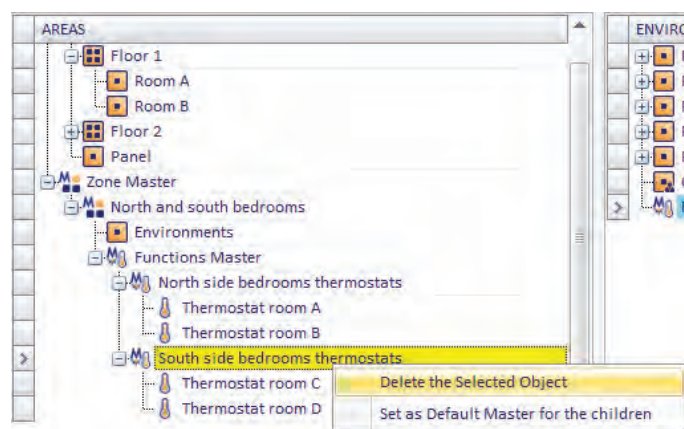 AREAS
Floor 1
Room A
Room B
Floor 2
Panel
Zone Master
North and south bedrooms
Environments
Functions Master
North side bedrooms thermostats
Thermostat room A
Thermostat room B
South side bedrooms thermostats
Thermostat room C
Thermostat room D
Delete the Selected Object
Set as Default Master for the children